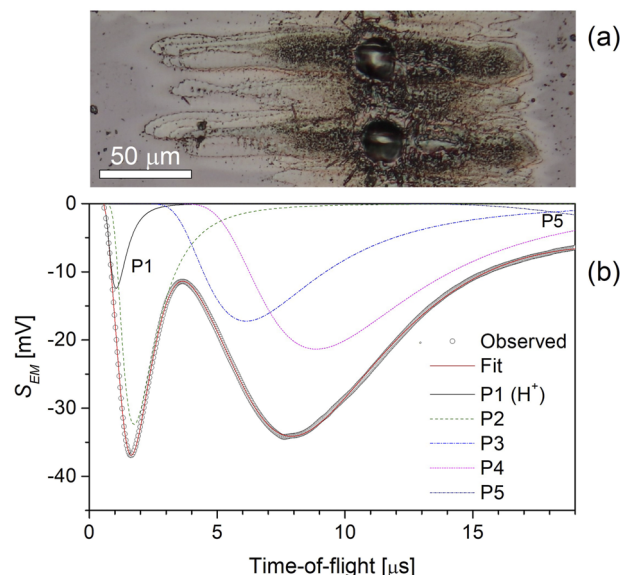 (a)
50 μm
(b)
0
-10
-20
-30
-40
S_EM [mV]
P1
P5
Observed
Fit
P1 (H⁺)
P2
P3
P4
P5
0 5 10 15
Time-of-flight [μs]